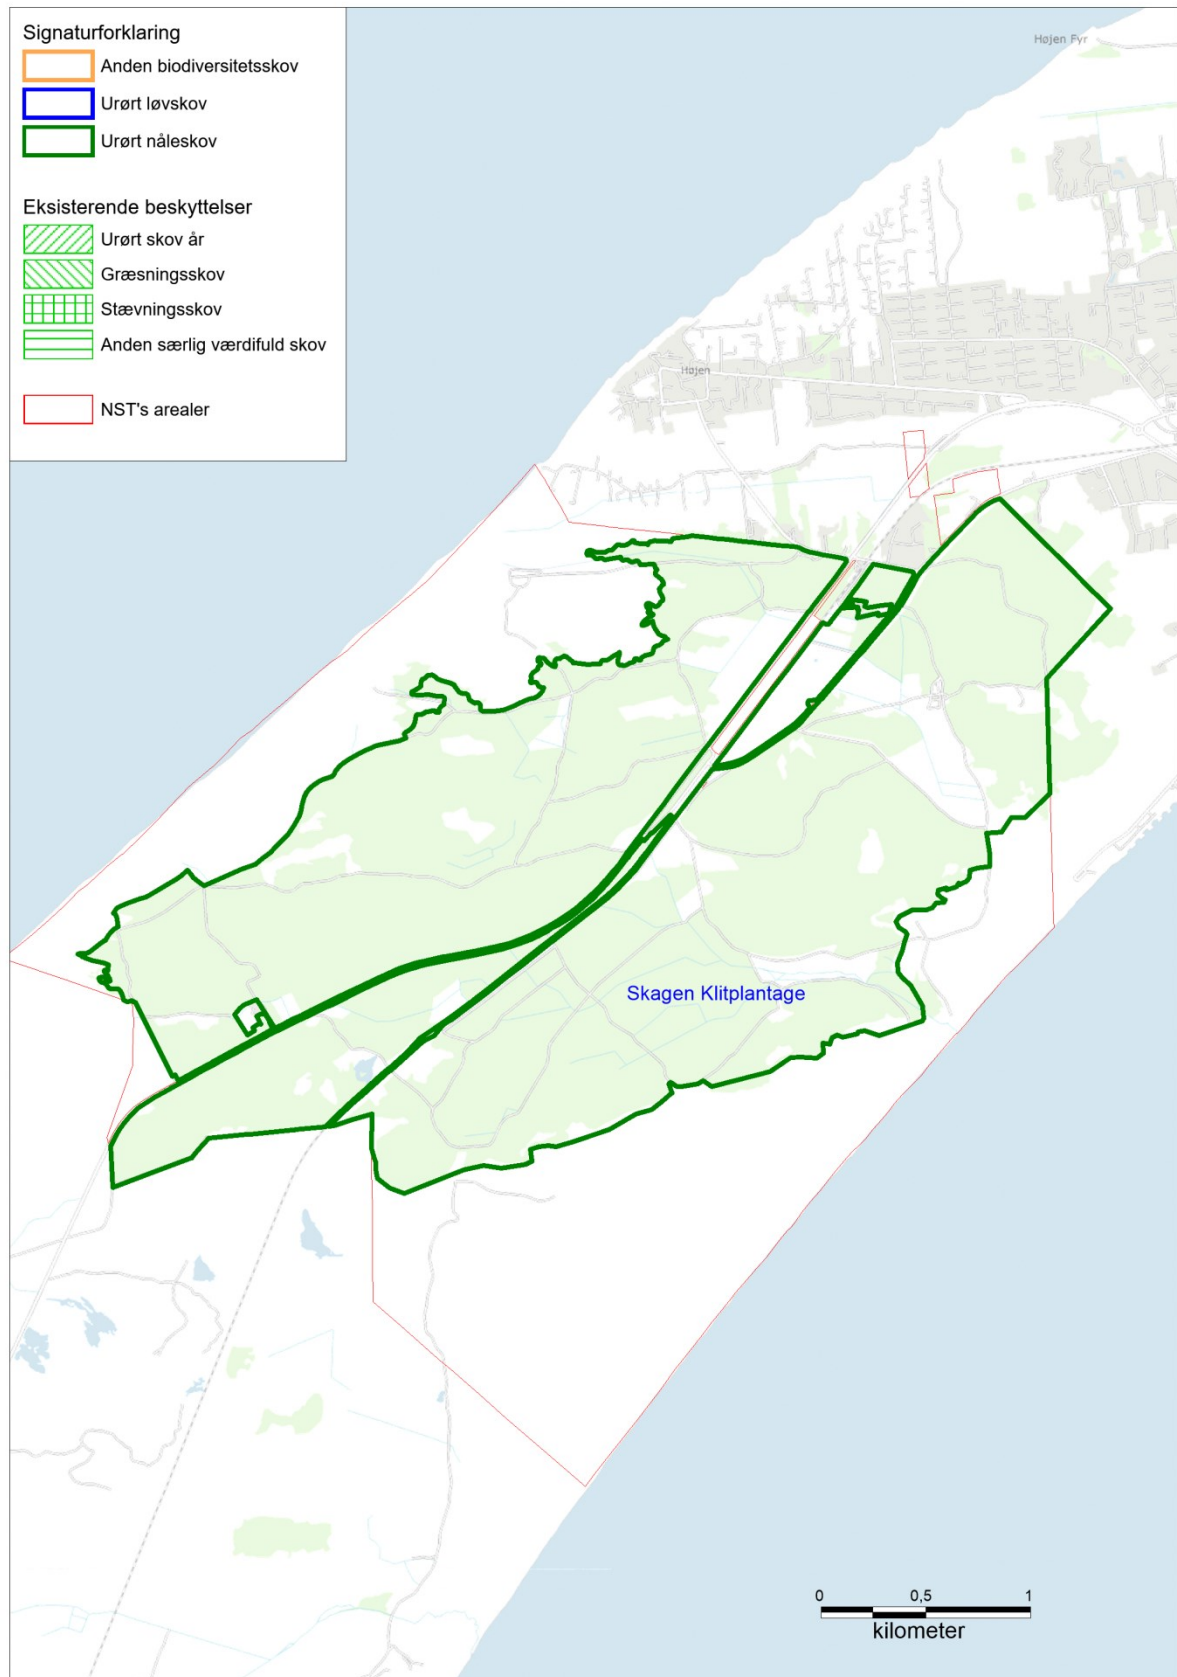 Signaturforklaring
Anden biodiversitetsskov
Urørt løvskov
Urørt nåleskov
Eksisterende beskyttelser
Urørt skov år
Græsningsskov
Stævningsskov
Anden særlig værdifuld skov
NST's arealer
Højen Fyr
Højen
Skagen Klitplantage
0 0,5 1
kilometer